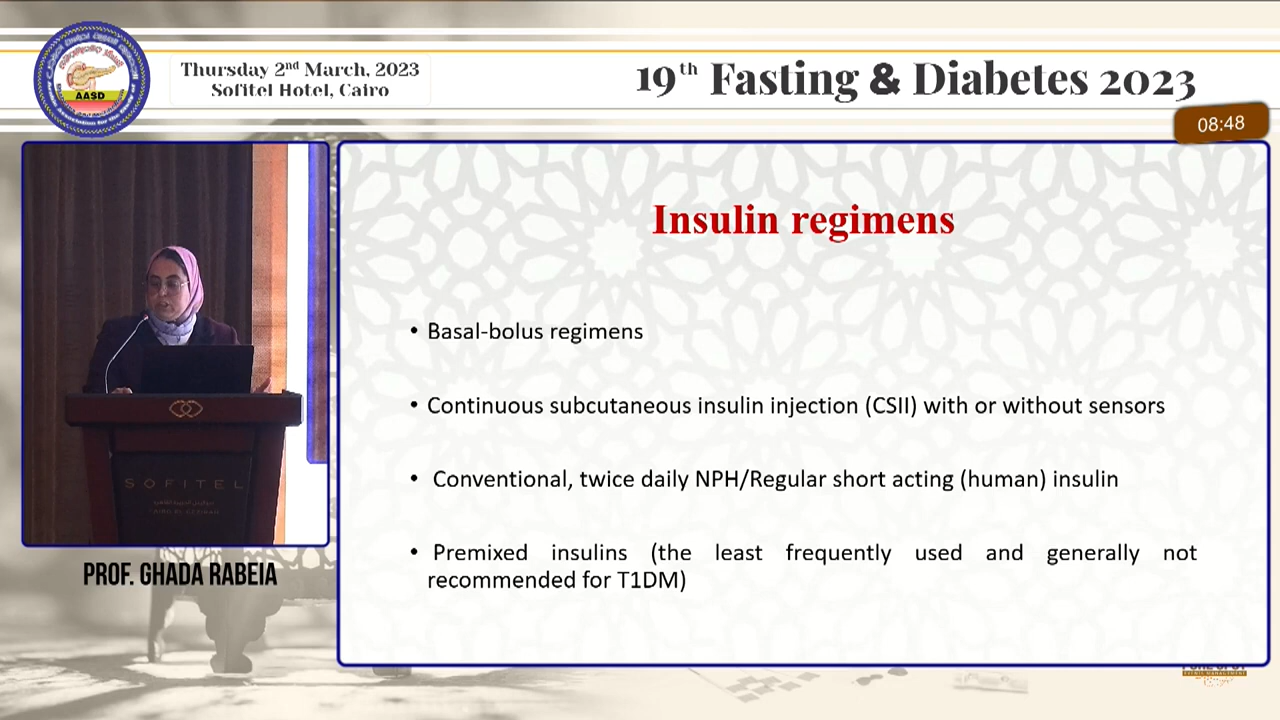 Thursday 2nd March, 2023
Sofitel Hotel, Cairo
19th Fasting & Diabetes 2023
AASD
08:48
Insulin regimens
• Basal-bolus regimens
• Continuous subcutaneous insulin injection (CSII) with or without sensors
• Conventional, twice daily NPH/Regular short acting (human) insulin
• Premixed insulins (the least frequently used and generally not
recommended for T1DM)
SOFITEL
PROF. GHADA RABEIA